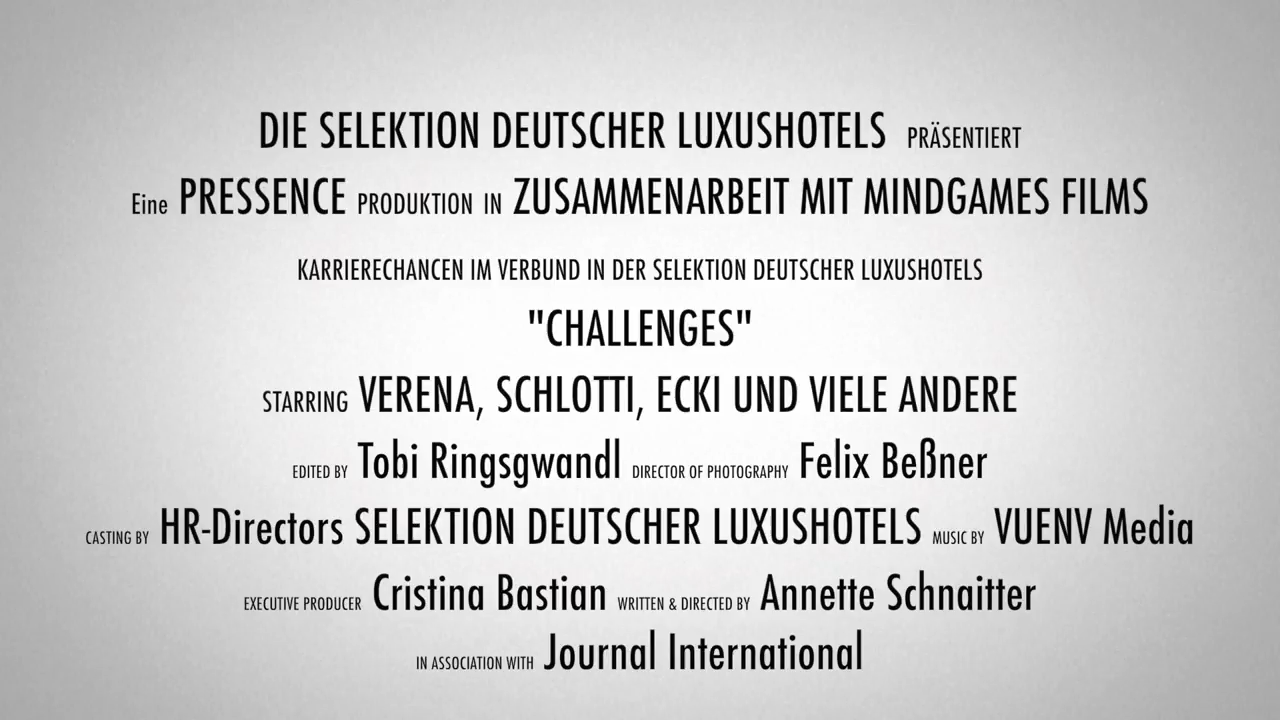 DIE SELEKTION DEUTSCHER LUXUSHOTELS PRÄSENTIERT
Eine PRESSENCE PRODUKTION IN ZUSAMMENARBEIT MIT MINDGAMES FILMS
KARRIERECHANCEN IM VERBUND IN DER SELEKTION DEUTSCHER LUXUSHOTELS
"CHALLENGES"
STARRING VERENA, SCHLOTTI, ECKI UND VIELE ANDERE
EDITED BY Tobi Ringsgwandl DIRECTOR OF PHOTOGRAPHY Felix Beßner
CASTING BY HR-Directors SELEKTION DEUTSCHER LUXUSHOTELS MUSIC BY VUENV Media
EXECUTIVE PRODUCER Cristina Bastian WRITTEN & DIRECTED BY Annette Schnaitter
IN ASSOCIATION WITH Journal International